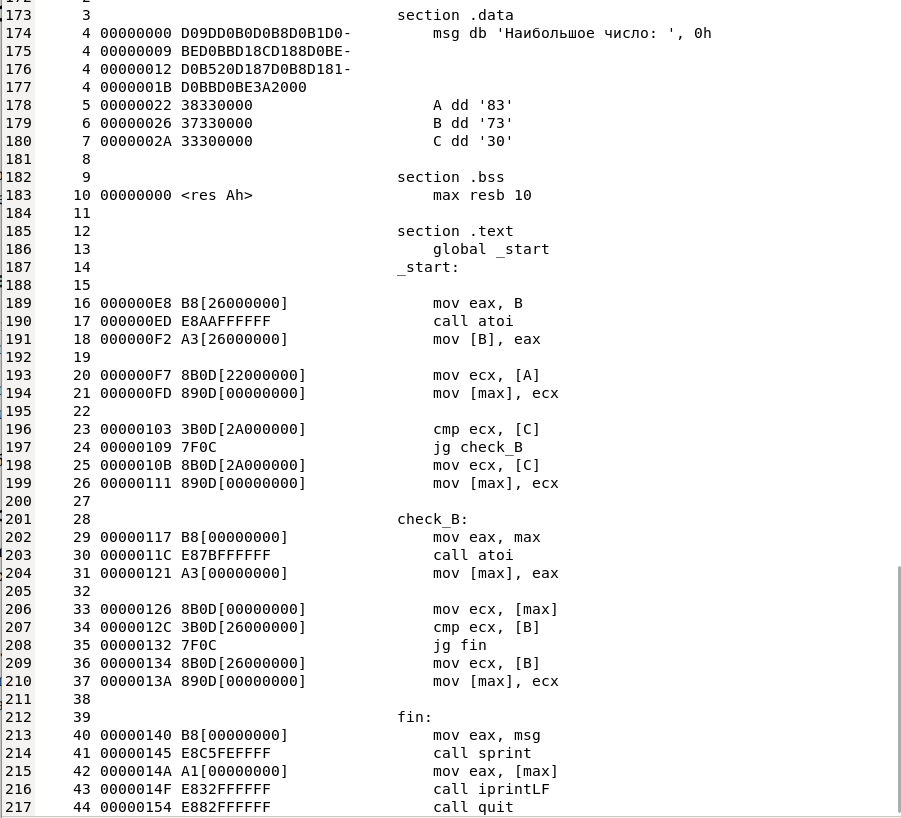 173 3 section .data
174 4 00000000 D09DD0B0D0B8D0B1D0- msg db 'Наибольшое число: ', 0h
175 4 00000009 BED0BBD18CD188D0BE-
176 4 00000012 D0B520D187D0B8D181-
177 4 0000001B D0BBD0BE3A2000
178 5 00000022 38330000 A dd '83'
179 6 00000026 37330000 B dd '73'
180 7 0000002A 33300000 C dd '30'
181 8
182 9 section .bss
183 10 00000000 <res Ah> max resb 10
184 11
185 12 section .text
186 13 global _start
187 14 _start:
188 15
189 16 000000E8 B8[26000000] mov eax, B
190 17 000000ED E8AAFFFFFF call atoi
191 18 000000F2 A3[26000000] mov [B], eax
192 19
193 20 000000F7 8B0D[22000000] mov ecx, [A]
194 21 000000FD 890D[00000000] mov [max], ecx
195 22
196 23 00000103 3B0D[2A000000] cmp ecx, [C]
197 24 00000109 7F0C jg check_B
198 25 0000010B 8B0D[2A000000] mov ecx, [C]
199 26 00000111 890D[00000000] mov [max], ecx
200 27
201 28 check_B:
202 29 00000117 B8[00000000] mov eax, max
203 30 0000011C E87BFFFFFF call atoi
204 31 00000121 A3[00000000] mov [max], eax
205 32
206 33 00000126 8B0D[00000000] mov ecx, [max]
207 34 0000012C 3B0D[26000000] cmp ecx, [B]
208 35 00000132 7F0C jg fin
209 36 00000134 8B0D[26000000] mov ecx, [B]
210 37 0000013A 890D[00000000] mov [max], ecx
211 38
212 39 fin:
213 40 00000140 B8[00000000] mov eax, msg
214 41 00000145 E8C5FEFFFF call sprint
215 42 0000014A A1[00000000] mov eax, [max]
216 43 0000014F E832FFFFFF call iprintLF
217 44 00000154 E882FFFFFF call quit